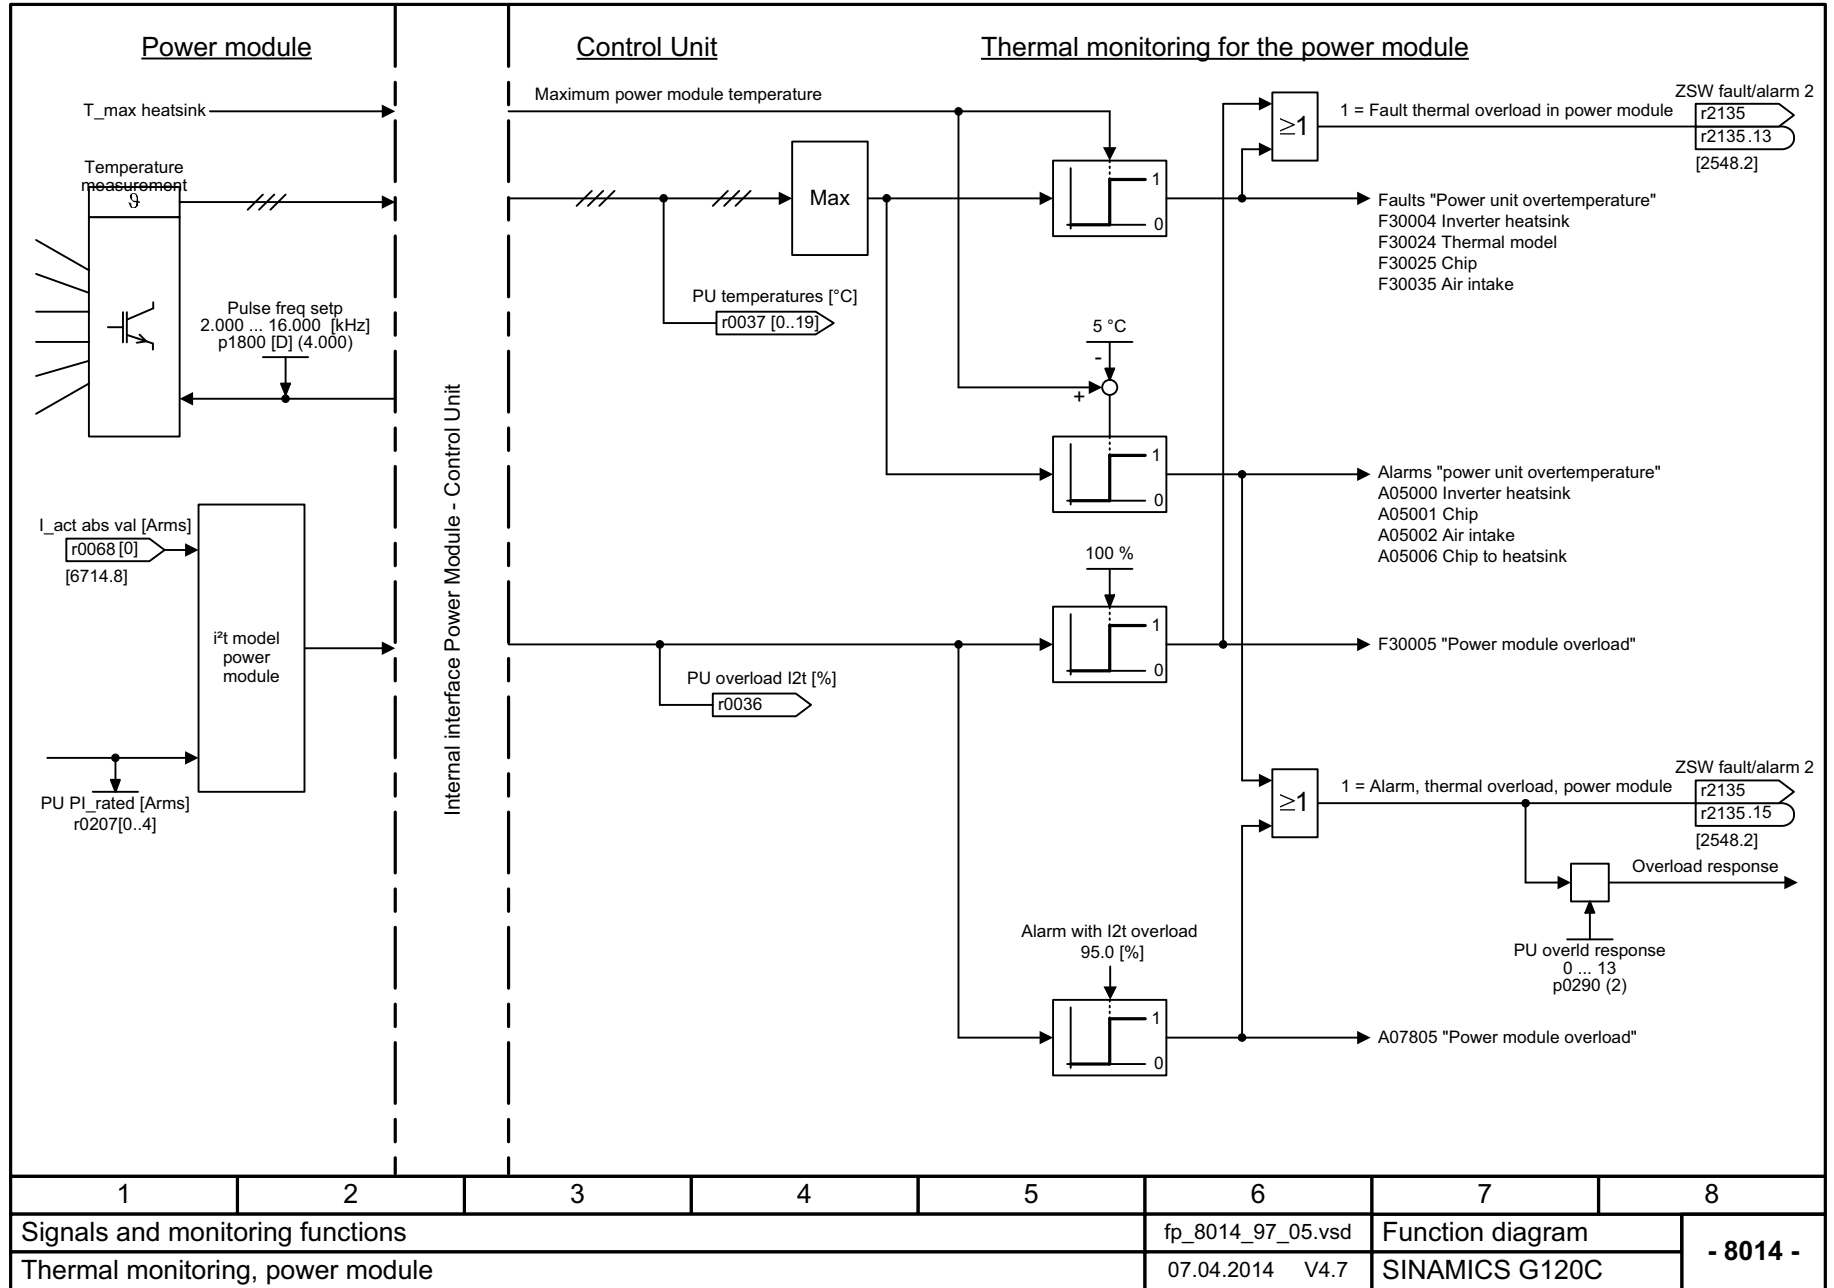 Power module
Control Unit
Thermal monitoring for the power module
T_max heatsink
Maximum power module temperature
1 = Fault thermal overload in power module
ZSW fault/alarm 2
r2135
r2135.13
[2548.2]
≥1
Temperature
measurement
ϑ
Max
1
0
Faults "Power unit overtemperature"
F30004 Inverter heatsink
F30024 Thermal model
F30025 Chip
F30035 Air intake
PU temperatures [°C]
r0037 [0..19]
Pulse freq setp
2.000 ... 16.000 [kHz]
p1800 [D] (4.000)
5 °C
-
+
Internal interface Power Module - Control Unit
1
0
Alarms "power unit overtemperature"
A05000 Inverter heatsink
A05001 Chip
A05002 Air intake
A05006 Chip to heatsink
I_act abs val [Arms]
r0068 [0]
[6714.8]
i²t model
power
module
100 %
1
0
F30005 "Power module overload"
PU overload I2t [%]
r0036
PU PI_rated [Arms]
r0207[0..4]
≥1
1 = Alarm, thermal overload, power module
ZSW fault/alarm 2
r2135
r2135.15
[2548.2]
Overload response
PU overld response
0 ... 13
p0290 (2)
Alarm with I2t overload
95.0 [%]
1
0
A07805 "Power module overload"
1 2 3 4 5 6 7 8
Signals and monitoring functions
fp_8014_97_05.vsd
Function diagram
- 8014 -
Thermal monitoring, power module
07.04.2014 V4.7
SINAMICS G120C